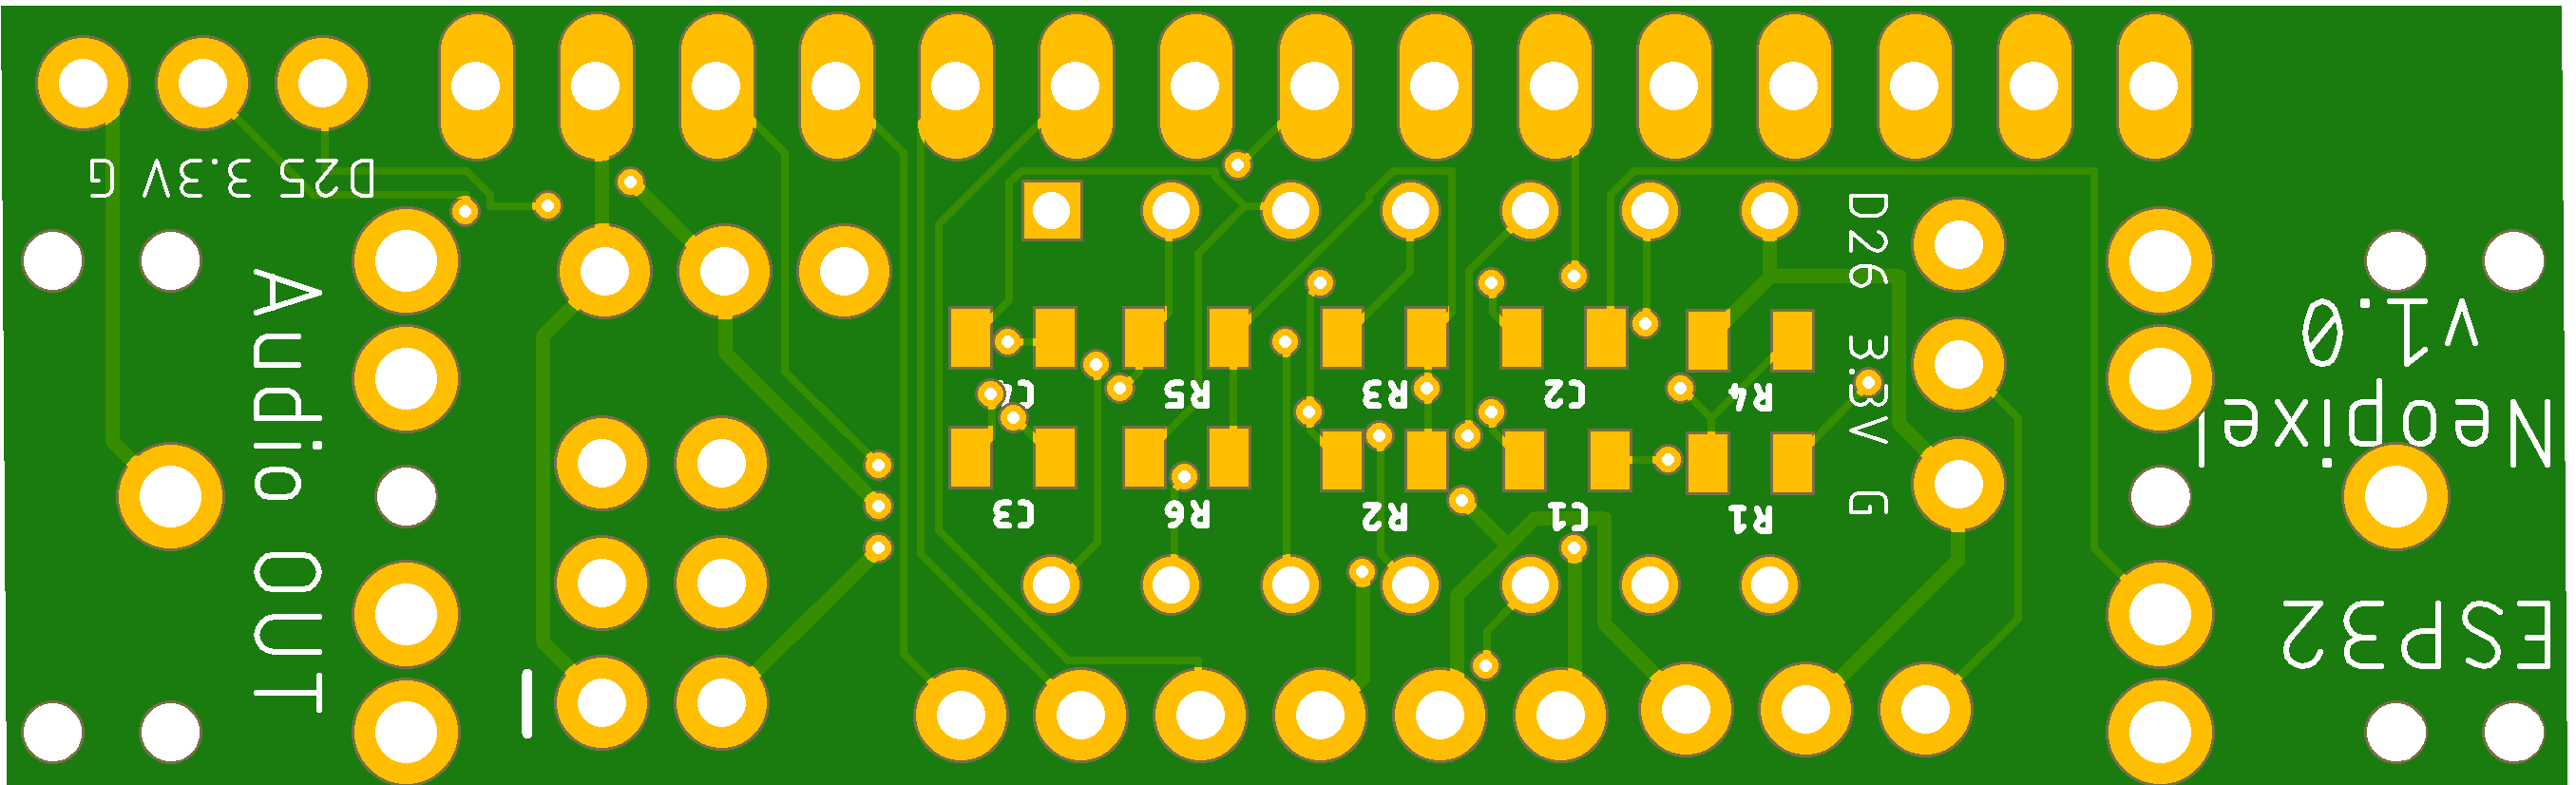 D25 3.3V G
Audio OUT
D26 3.3V G
v1.0
Neopixel
ESP32
C4 R5 R3 C2 R4
C3 R6 R2 C1 R1